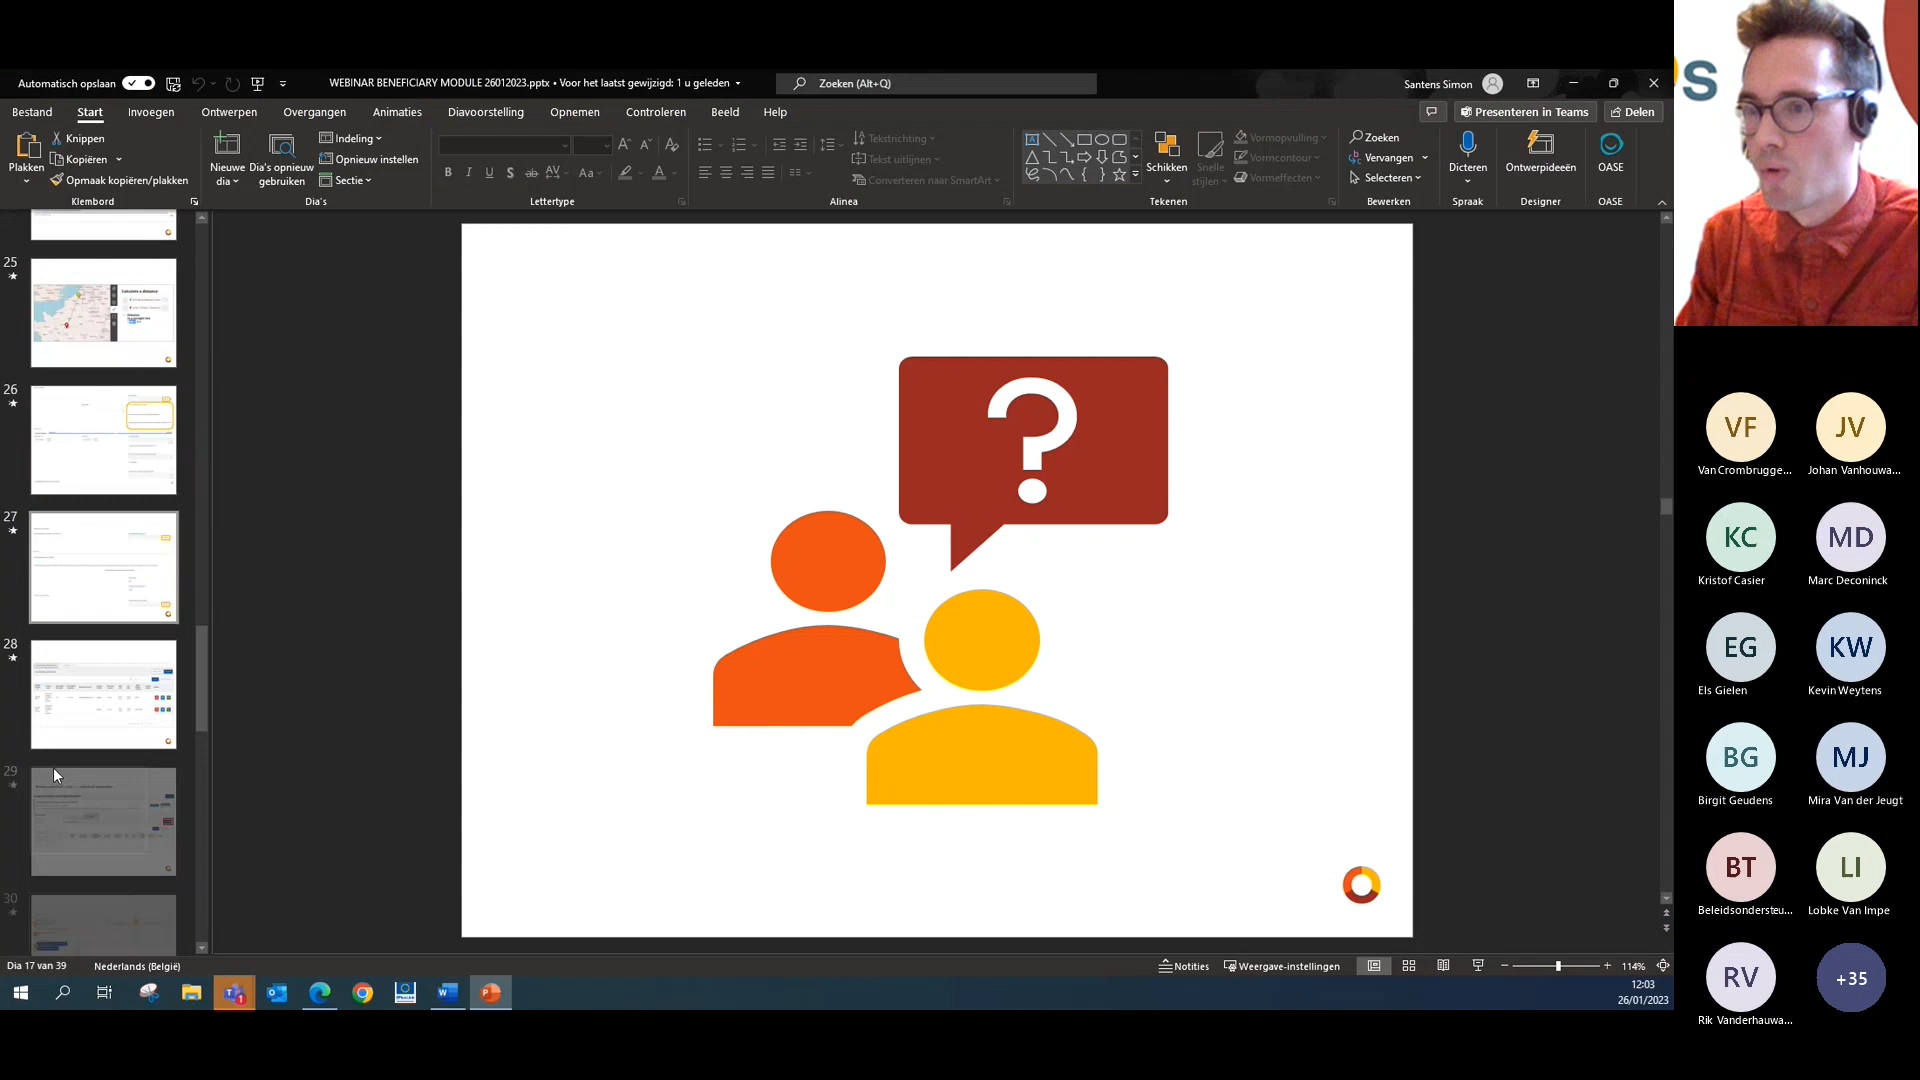 Automatisch opslaan
WEBINAR BENEFICIARY MODULE 26012023.pptx • Voor het laatst gewijzigd: 1 u geleden
Zoeken (Alt+Q)
Santens Simon
Bestand Start Invoegen Ontwerpen Overgangen Animaties Diavoorstelling Opnemen Controleren Beeld Help
Presenteren in Teams
Delen
Plakken
Knippen
Kopiëren
Opmaak kopiëren/plakken
Klembord
Nieuwe dia
Dia's opnieuw gebruiken
Indeling
Opnieuw instellen
Sectie
Dia's
Lettertype
Tekstrichting
Tekst uitlijnen
Converteren naar SmartArt
Alinea
Schikken
Snelle stijlen
Vormopvulling
Vormcontour
Vormeffecten
Tekenen
Zoeken
Vervangen
Selecteren
Bewerken
Dicteren
Spraak
Ontwerpideeën
Designer
OASE
OASE
25
Calculate a distance
26
27
28
29
30
?
Dia 17 van 39
Nederlands (België)
Notities
Weergave-instellingen
114%
12:03
26/01/2023
s
VF
Van Crombrugge...
JV
Johan Vanhouwa...
KC
Kristof Casier
MD
Marc Deconinck
EG
Els Gielen
KW
Kevin Weytens
BG
Birgit Geudens
MJ
Mira Van der Jeugt
BT
Beleidsondersteu...
LI
Lobke Van Impe
RV
Rik Vanderhauwa...
+35